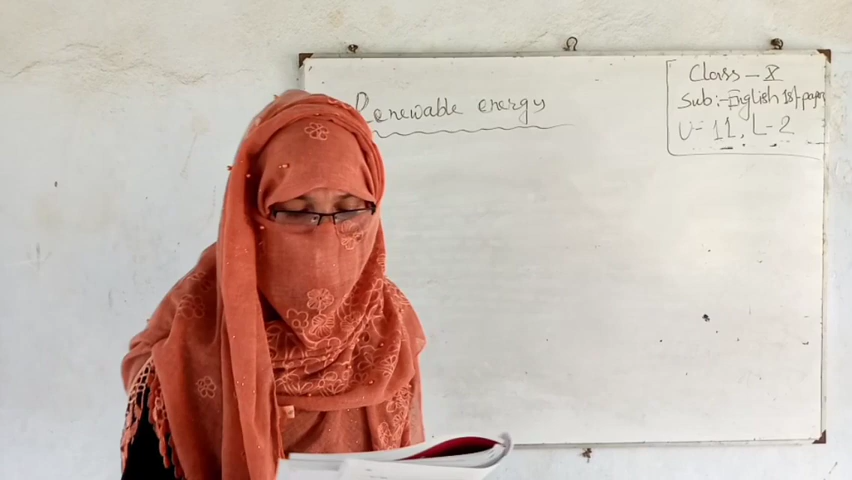 Renewable energy
Class - X
Sub:- English 1st paper
U- 11, L-2